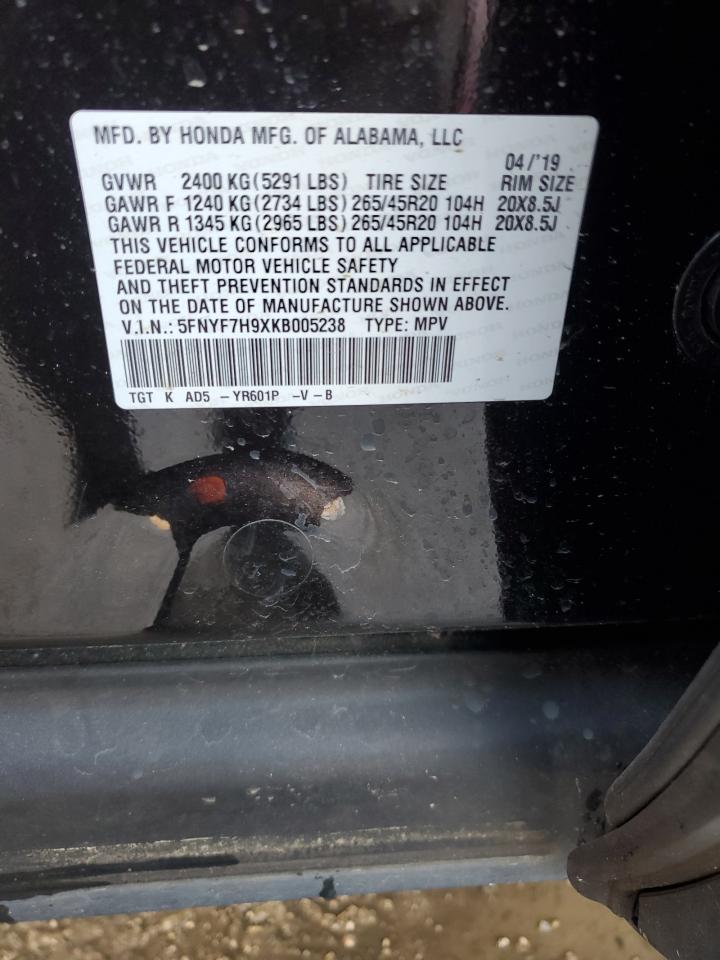 MFD. BY HONDA MFG. OF ALABAMA, LLC
04/'19
GVWR 2400 KG(5291 LBS) TIRE SIZE RIM SIZE
GAWR F 1240 KG(2734 LBS) 265/45R20 104H 20X8.5J
GAWR R 1345 KG(2965 LBS) 265/45R20 104H 20X8.5J
THIS VEHICLE CONFORMS TO ALL APPLICABLE
FEDERAL MOTOR VEHICLE SAFETY
AND THEFT PREVENTION STANDARDS IN EFFECT
ON THE DATE OF MANUFACTURE SHOWN ABOVE.
V.I.N.: 5FNYF7H9XKB005238 TYPE: MPV
TGT K AD5 -YR601P -V-B